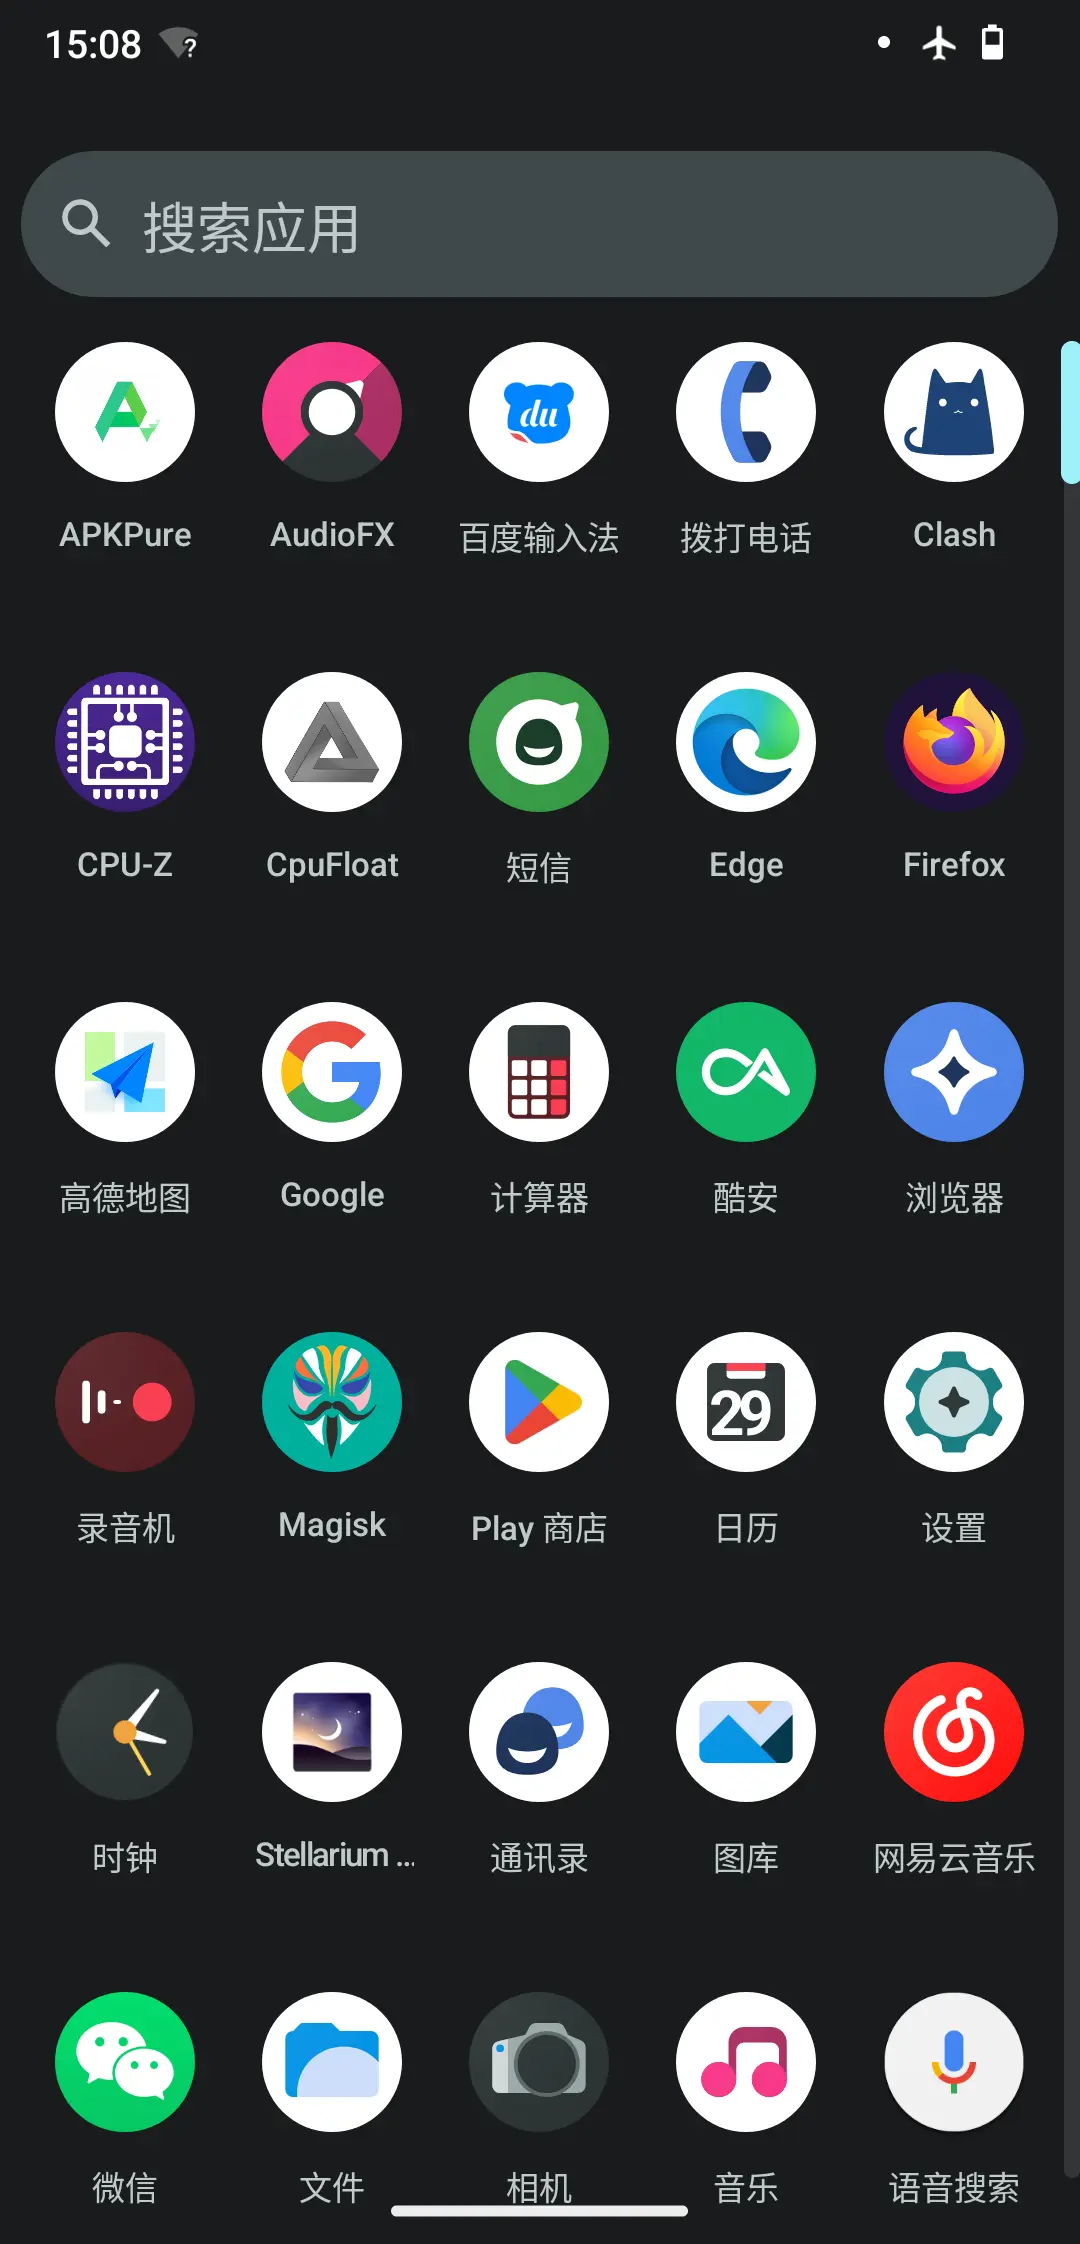 15:08
搜索应用
APKPure AudioFX 百度输入法 拨打电话 Clash
CPU-Z CpuFloat 短信 Edge Firefox
高德地图 Google 计算器 酷安 浏览器
29
录音机 Magisk Play 商店 日历 设置
时钟 Stellarium ... 通讯录 图库 网易云音乐
微信 文件 相机 音乐 语音搜索